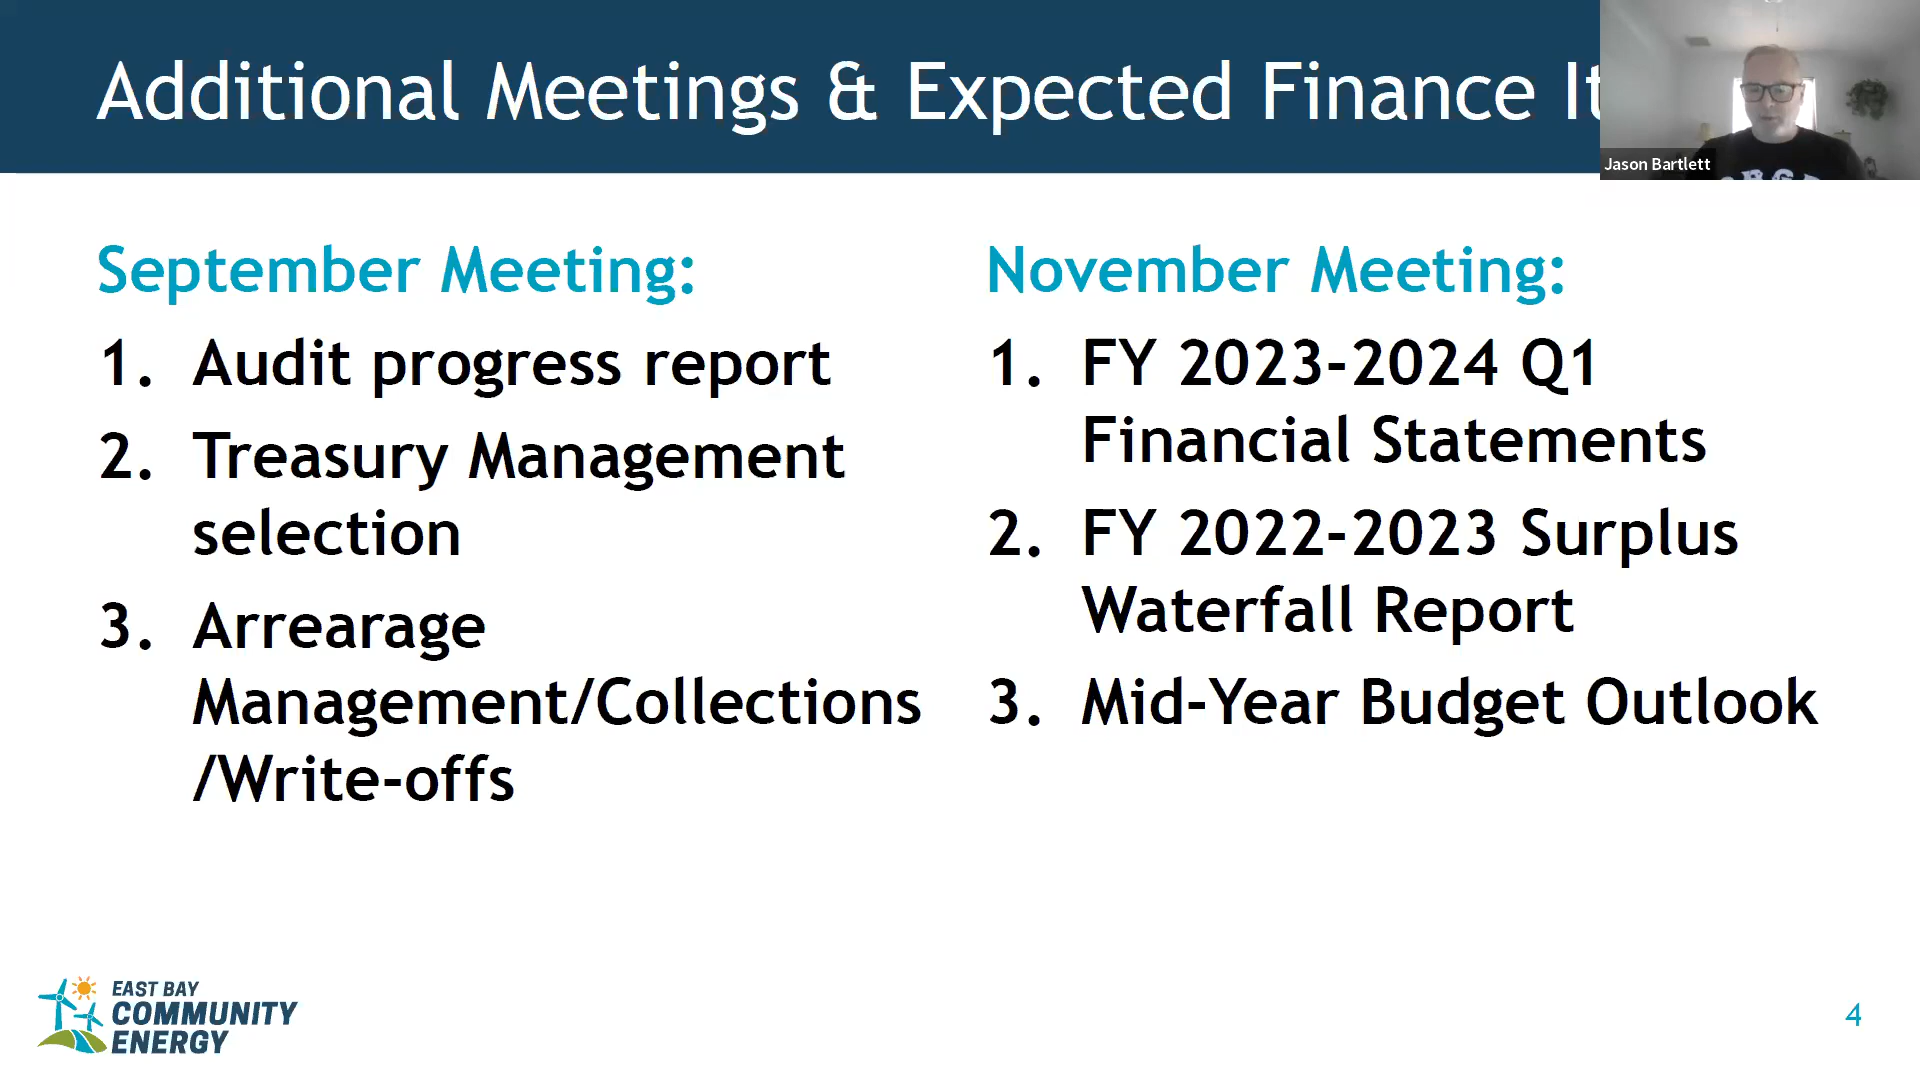 Additional Meetings & Expected Finance It
Jason Bartlett
September Meeting:
1. Audit progress report
2. Treasury Management
selection
3. Arrearage
Management/Collections
/Write-offs
November Meeting:
1. FY 2023-2024 Q1
Financial Statements
2. FY 2022-2023 Surplus
Waterfall Report
3. Mid-Year Budget Outlook
EAST BAY
COMMUNITY
ENERGY
4